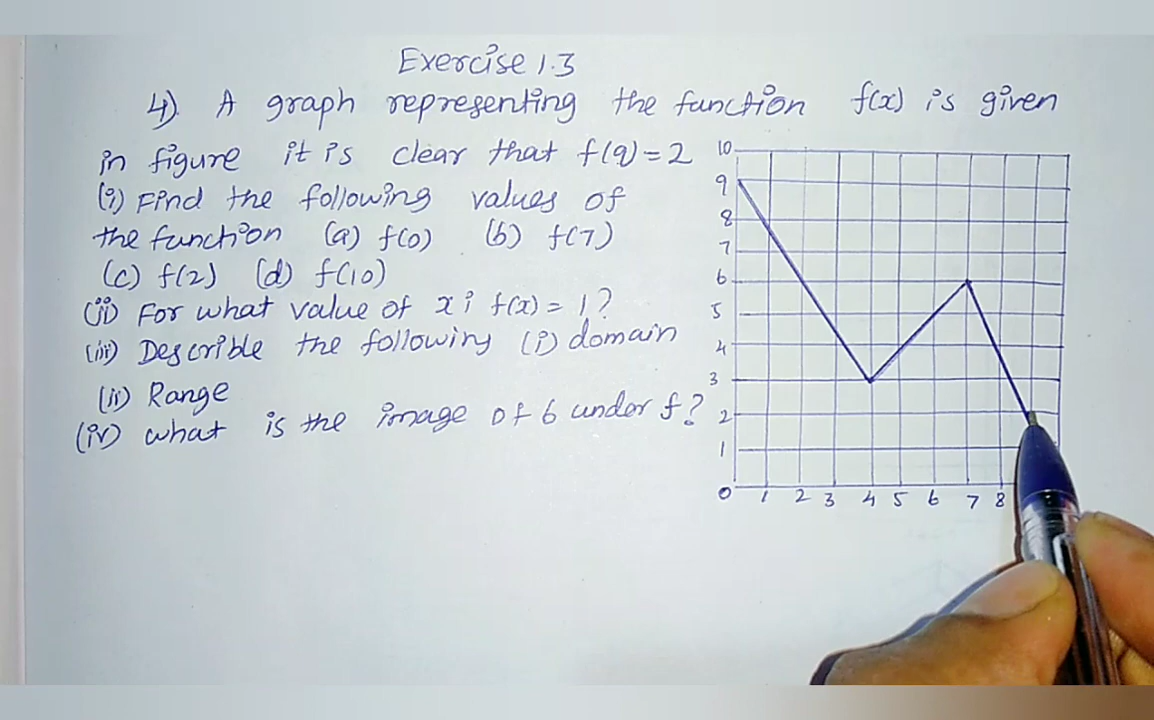 Exercise 1.3
4) A graph representing the function f(x) is given
in figure it is clear that f(9)=2
(i) Find the following values of
the function (a) f(0) (b) f(7)
(c) f(2) (d) f(10)
(ii) For what value of x; f(x) = 1?
(iii) Describle the following (i) domain
(ii) Range
(iv) what is the image of 6 under f?
10
9
8
7
6
5
4
3
2
1
0 1 2 3 4 5 6 7 8